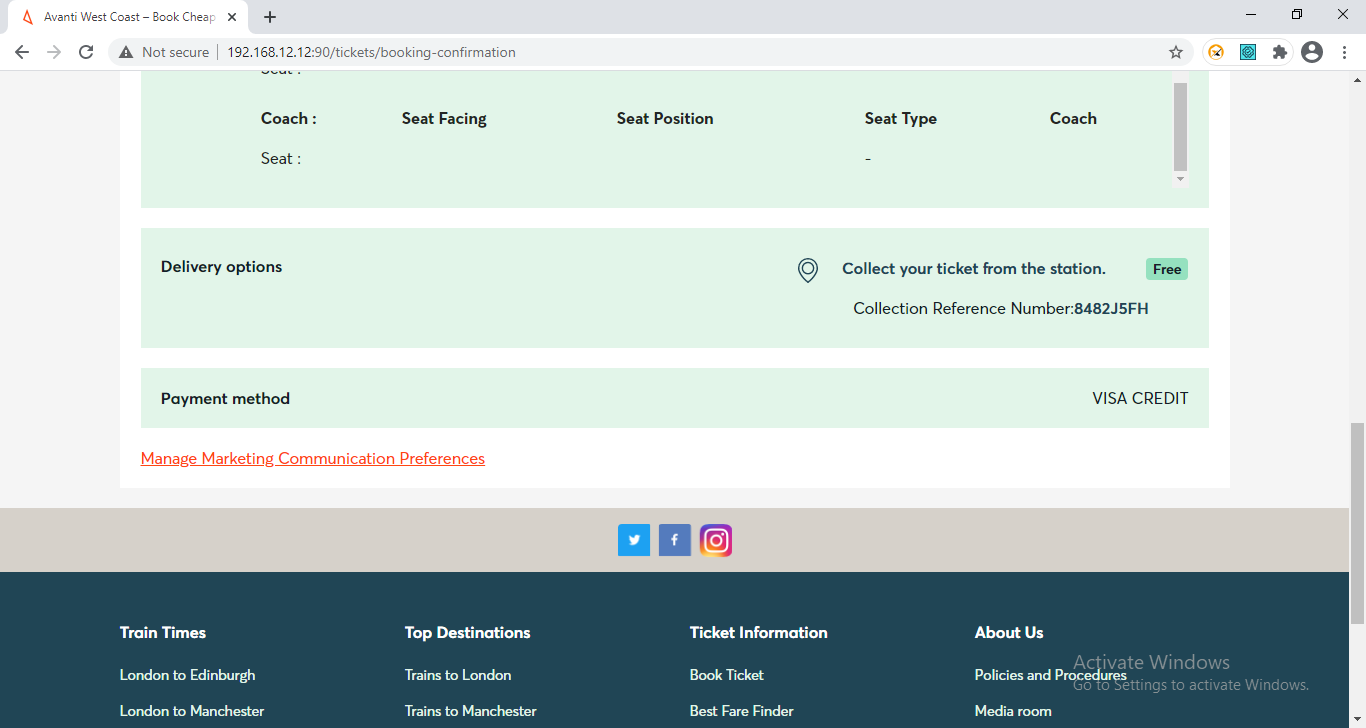 Avanti West Coast – Book Cheap
Not secure
192.168.12.12:90/tickets/booking-confirmation
Seat :
Coach : Seat Facing Seat Position Seat Type Coach
Seat : -
Delivery options
Collect your ticket from the station. Free
Collection Reference Number:8482J5FH
Payment method VISA CREDIT
Manage Marketing Communication Preferences
Train Times Top Destinations Ticket Information About Us
London to Edinburgh Trains to London Book Ticket Policies and Procedures
London to Manchester Trains to Manchester Best Fare Finder Media room
Activate Windows
Go to Settings to activate Windows.